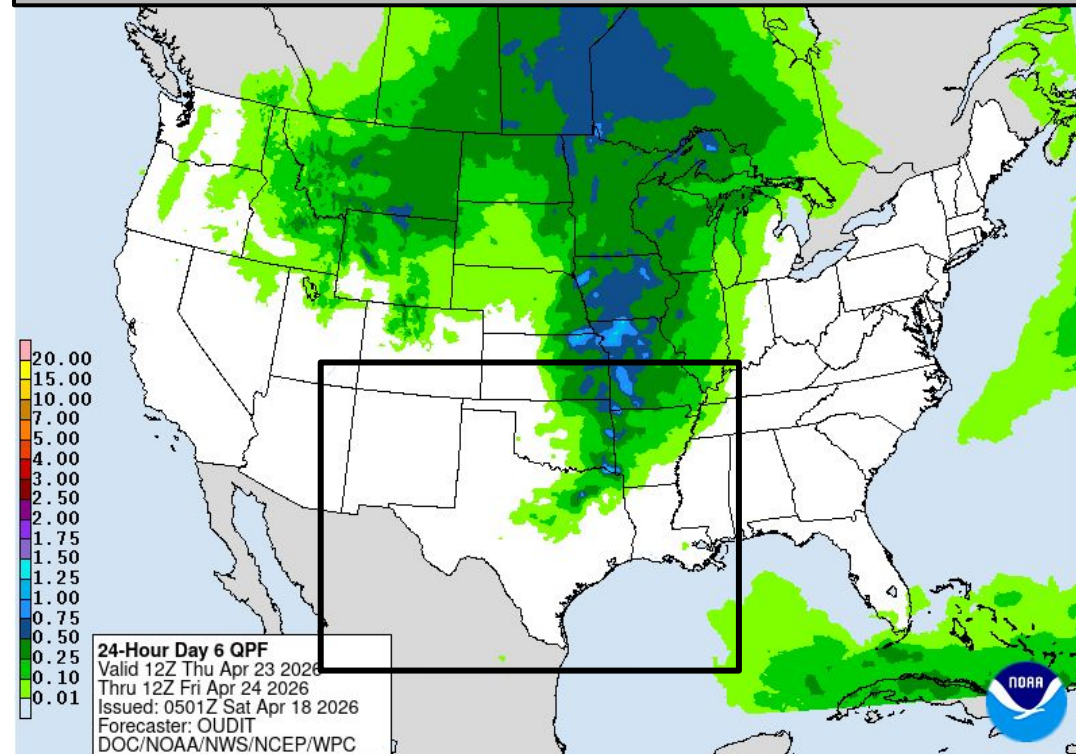 20.00
15.00
10.00
7.00
5.00
4.00
3.00
2.50
2.00
1.75
1.50
1.25
1.00
0.75
0.50
0.25
0.10
0.01
24-Hour Day 6 QPF
Valid 12Z Thu Apr 23 2026
Thru 12Z Fri Apr 24 2026
Issued: 0501Z Sat Apr 18 2026
Forecaster: OUDIT
DOC/NOAA/NWS/NCEP/WPC
NOAA